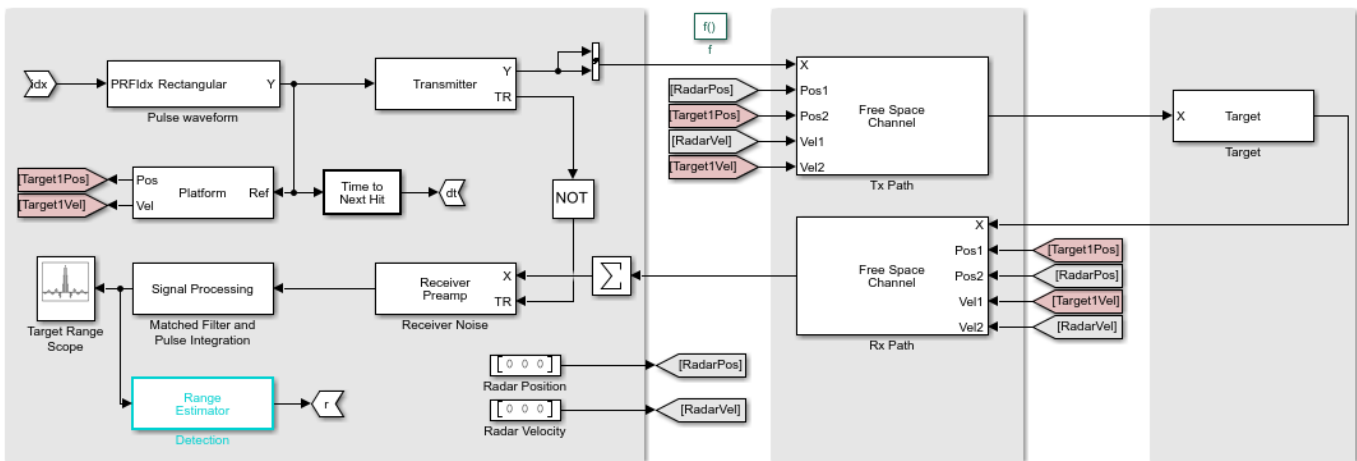 f()
f
idx
PRFIdx Rectangular Y
Pulse waveform
Transmitter
Y
TR
X
Pos1
Pos2
Vel1
Vel2
Free Space
Channel
Tx Path
[RadarPos]
[Target1Pos]
[RadarVel]
[Target1Vel]
X Target
Target
[Target1Pos]
[Target1Vel]
Pos
Vel
Platform
Ref
Time to
Next Hit
dt
NOT
X
Pos1
Pos2
Vel1
Vel2
Free Space
Channel
Rx Path
[Target1Pos]
[RadarPos]
[Target1Vel]
[RadarVel]
Target Range
Scope
Signal Processing
Matched Filter and
Pulse Integration
Receiver
Preamp
X
TR
Receiver Noise
∑
[ 0 0 0 ]
Radar Position
[RadarPos]
[ 0 0 0 ]
Radar Velocity
[RadarVel]
Range
Estimator
Detection
r